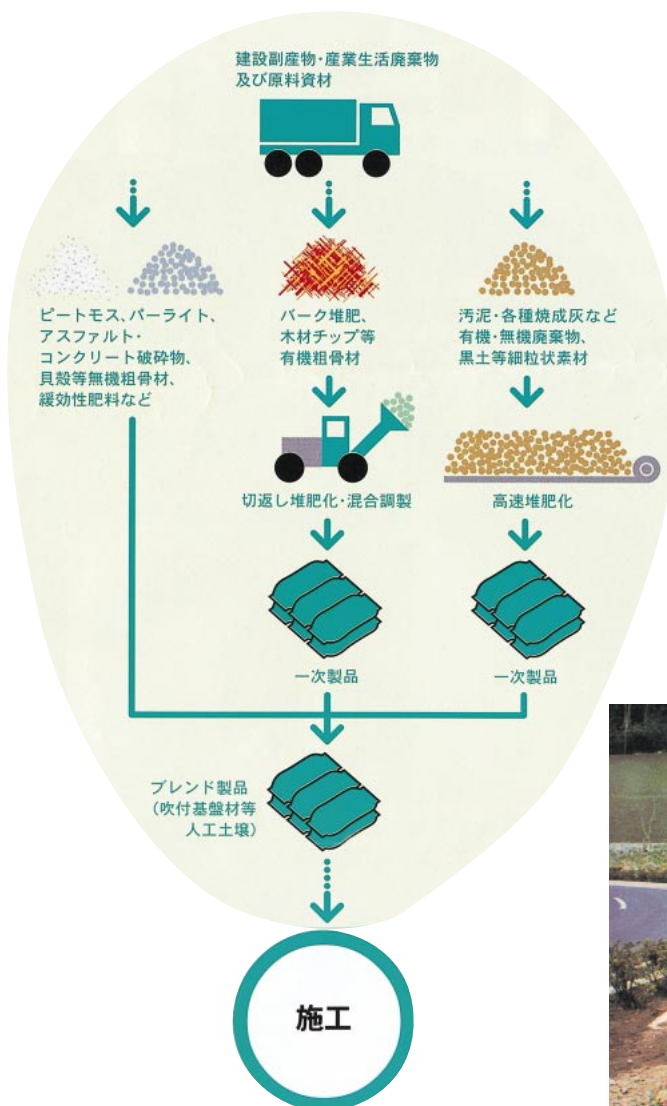 建設副産物・産業生活廃棄物
及び原料資材
ピートモス、パーライト、
アスファルト・
コンクリート破砕物、
貝殻等無機粗骨材、
緩効性肥料など
バーク堆肥、
木材チップ等
有機粗骨材
汚泥・各種焼成灰など
有機・無機廃棄物、
黒土等細粒状素材
切返し堆肥化・混合調製
高速堆肥化
一次製品
一次製品
ブレンド製品
（吹付基盤材等
人工土壌）
施工